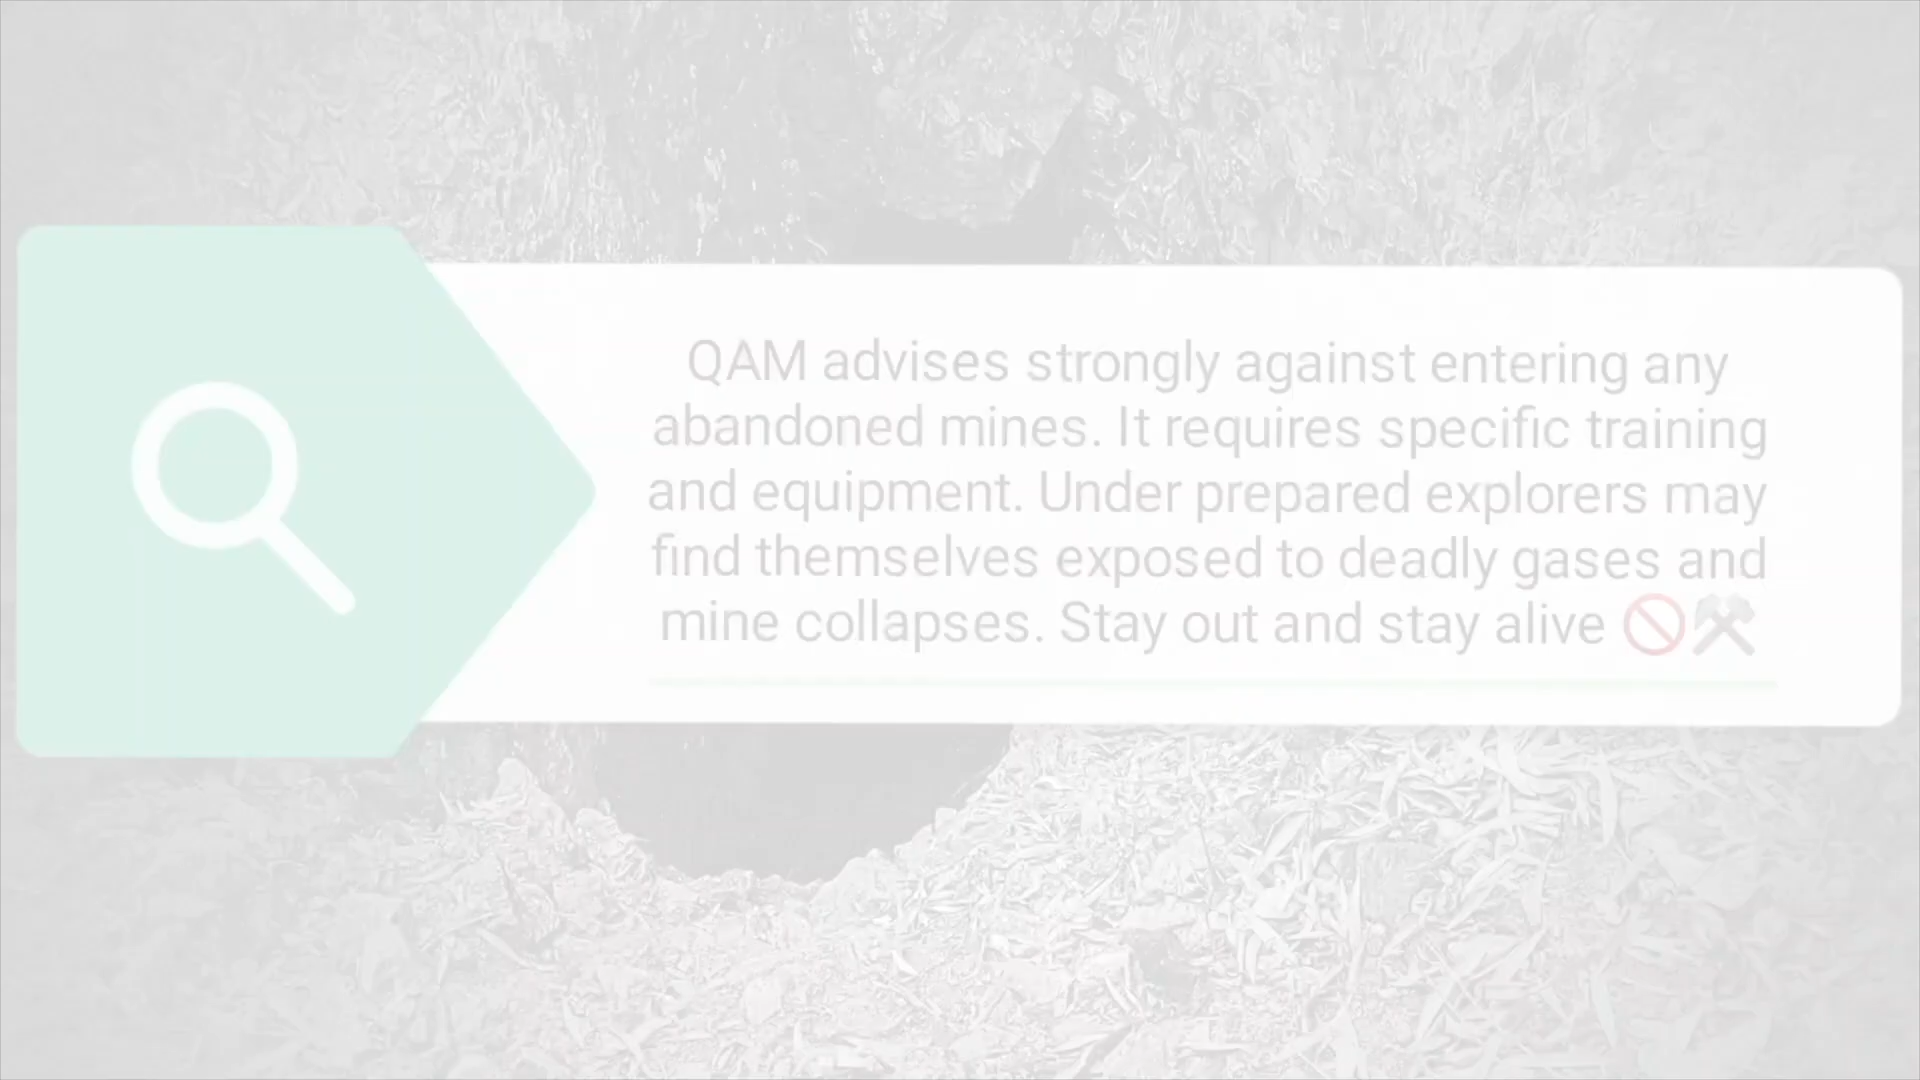 QAM advises strongly against entering any
abandoned mines. It requires specific training
and equipment. Under prepared explorers may
find themselves exposed to deadly gases and
mine collapses. Stay out and stay alive 🚫⚒